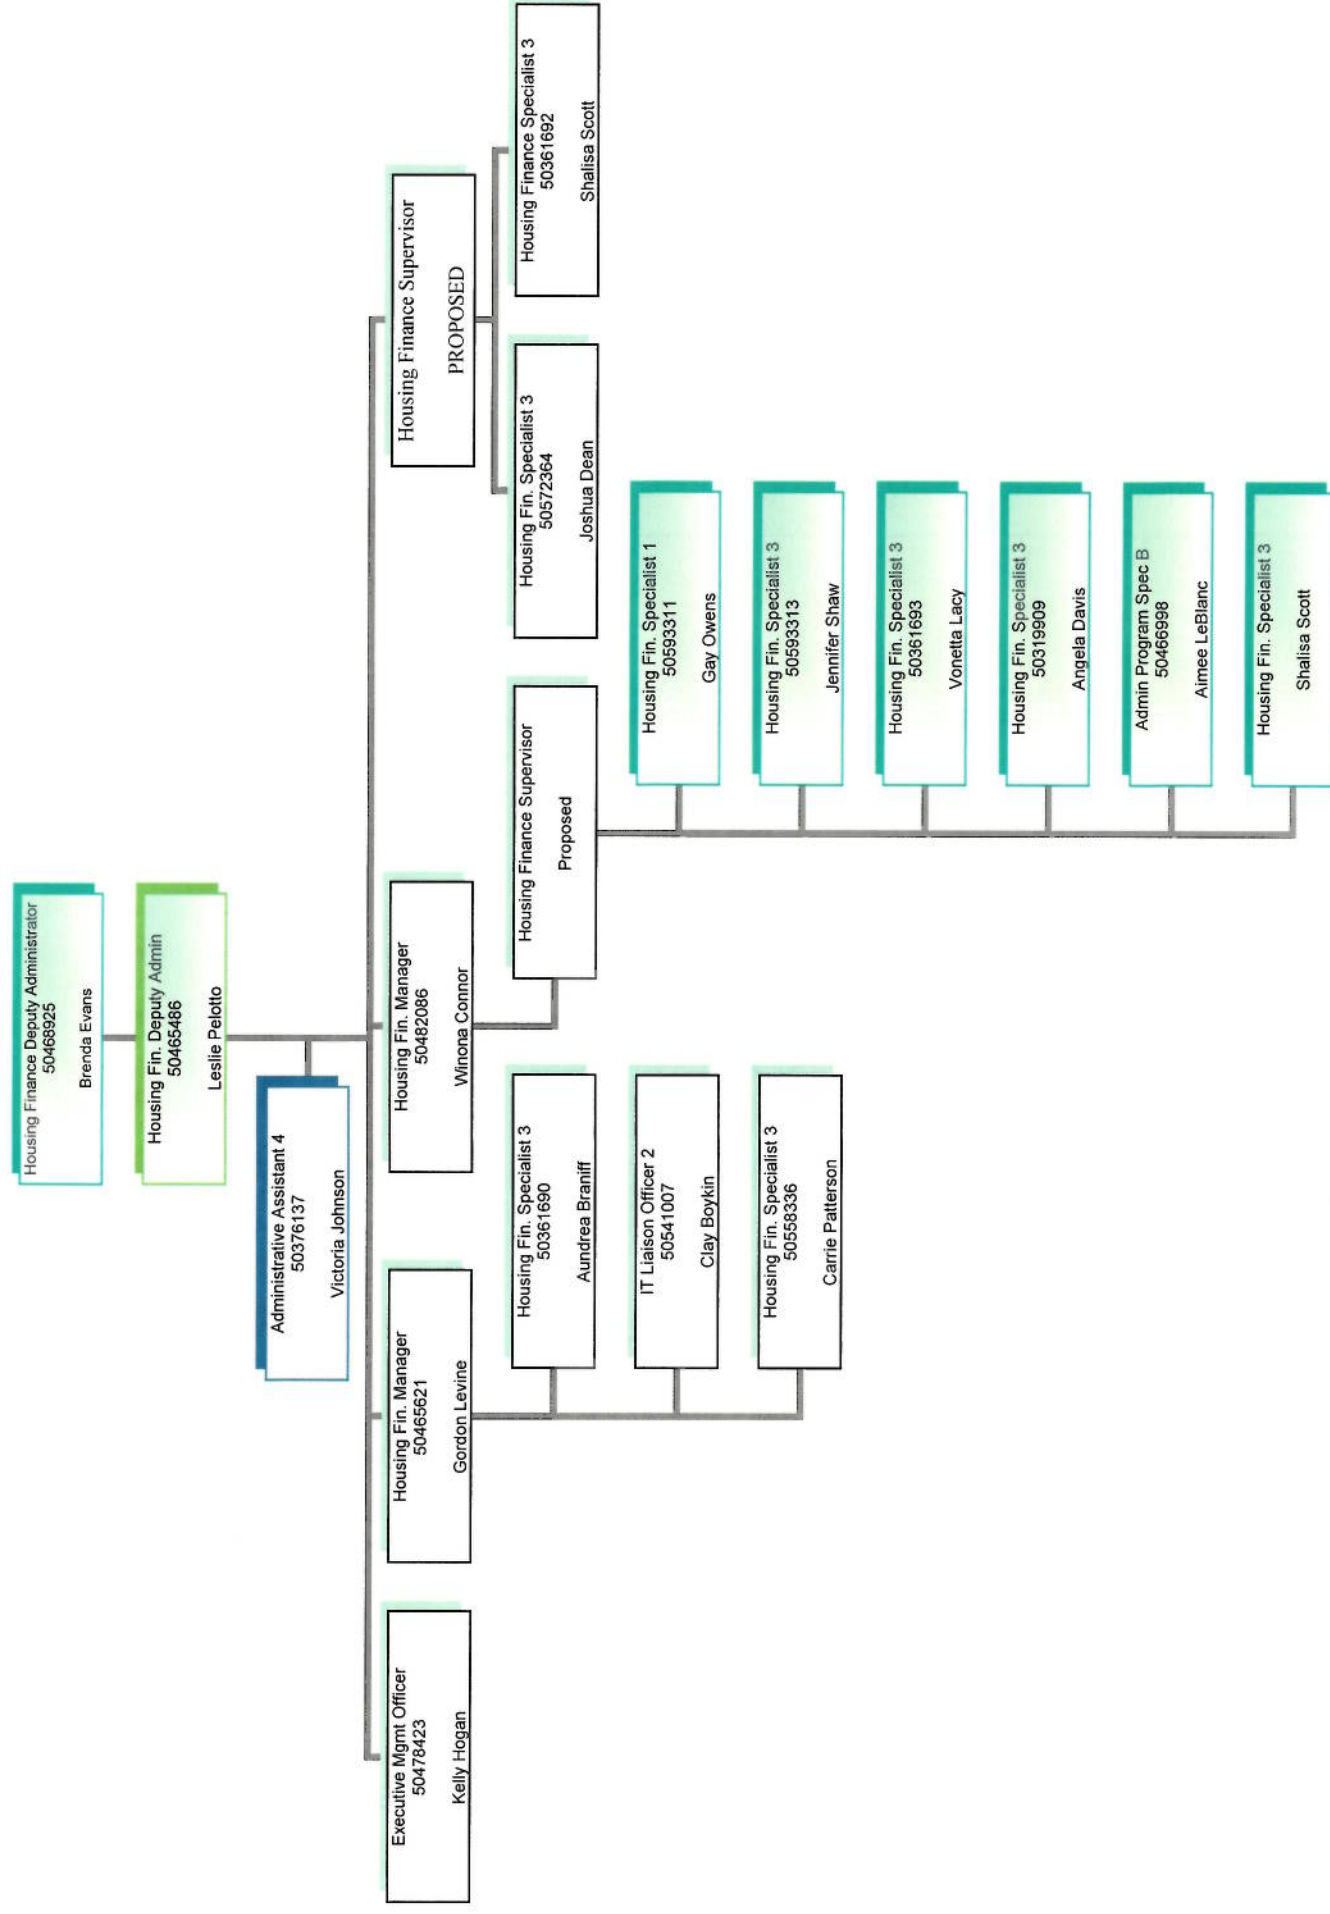 Housing Finance Deputy Administrator
50468925
Brenda Evans
Housing Fin. Deputy Admin
50465486
Leslie Pelotto
Administrative Assistant 4
50376137
Victoria Johnson
Executive Mgmt Officer
50478423
Kelly Hogan
Housing Fin. Manager
50465621
Gordon Levine
Housing Fin. Specialist 3
50361690
Aundrea Braniff
IT Liaison Officer 2
50541007
Clay Boykin
Housing Fin. Specialist 3
50558336
Carrie Patterson
Housing Fin. Manager
50482086
Winona Connor
Housing Finance Supervisor
Proposed
Housing Fin. Specialist 1
50593311
Gay Owens
Housing Fin. Specialist 3
50593313
Jennifer Shaw
Housing Fin. Specialist 3
50361693
Vonetta Lacy
Housing Fin. Specialist 3
50319909
Angela Davis
Admin Program Spec B
50466998
Aimee LeBlanc
Housing Fin. Specialist 3
Shalisa Scott
Housing Finance Supervisor
PROPOSED
Housing Fin. Specialist 3
50572364
Joshua Dean
Housing Finance Specialist 3
50361692
Shalisa Scott